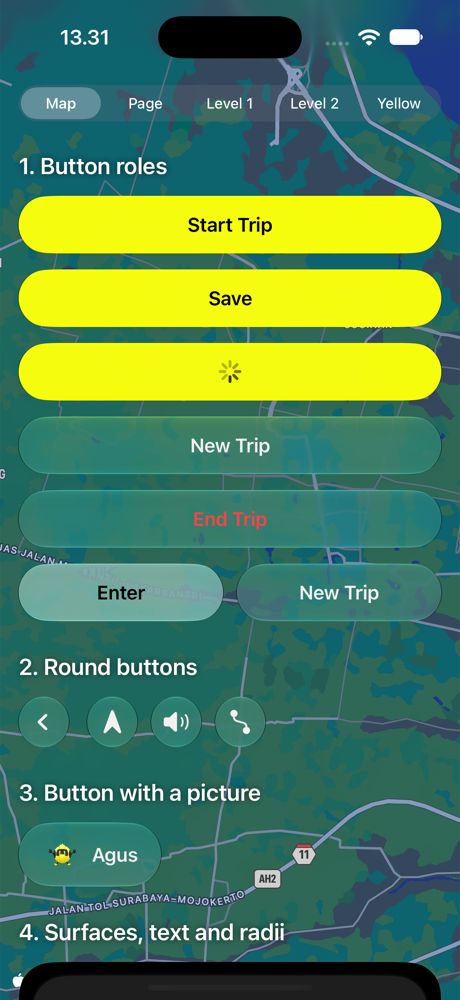 13.31
Map Page Level 1 Level 2 Yellow
1. Button roles
Start Trip
Save
New Trip
End Trip
Enter New Trip
2. Round buttons
3. Button with a picture
Agus
11
AH2
JALAN TOL SURABAYA-MOJOKERTO
4. Surfaces, text and radii